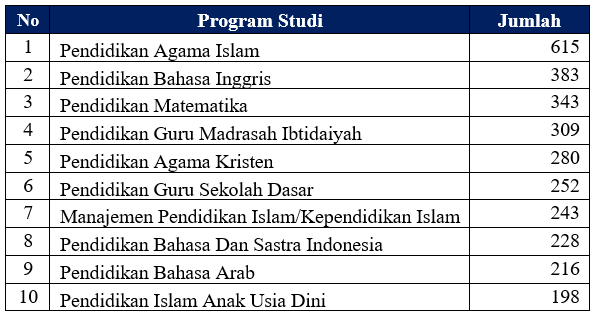 No Program Studi Jumlah
1 Pendidikan Agama Islam 615
2 Pendidikan Bahasa Inggris 383
3 Pendidikan Matematika 343
4 Pendidikan Guru Madrasah Ibtidaiyah 309
5 Pendidikan Agama Kristen 280
6 Pendidikan Guru Sekolah Dasar 252
7 Manajemen Pendidikan Islam/Kependidikan Islam 243
8 Pendidikan Bahasa Dan Sastra Indonesia 228
9 Pendidikan Bahasa Arab 216
10 Pendidikan Islam Anak Usia Dini 198